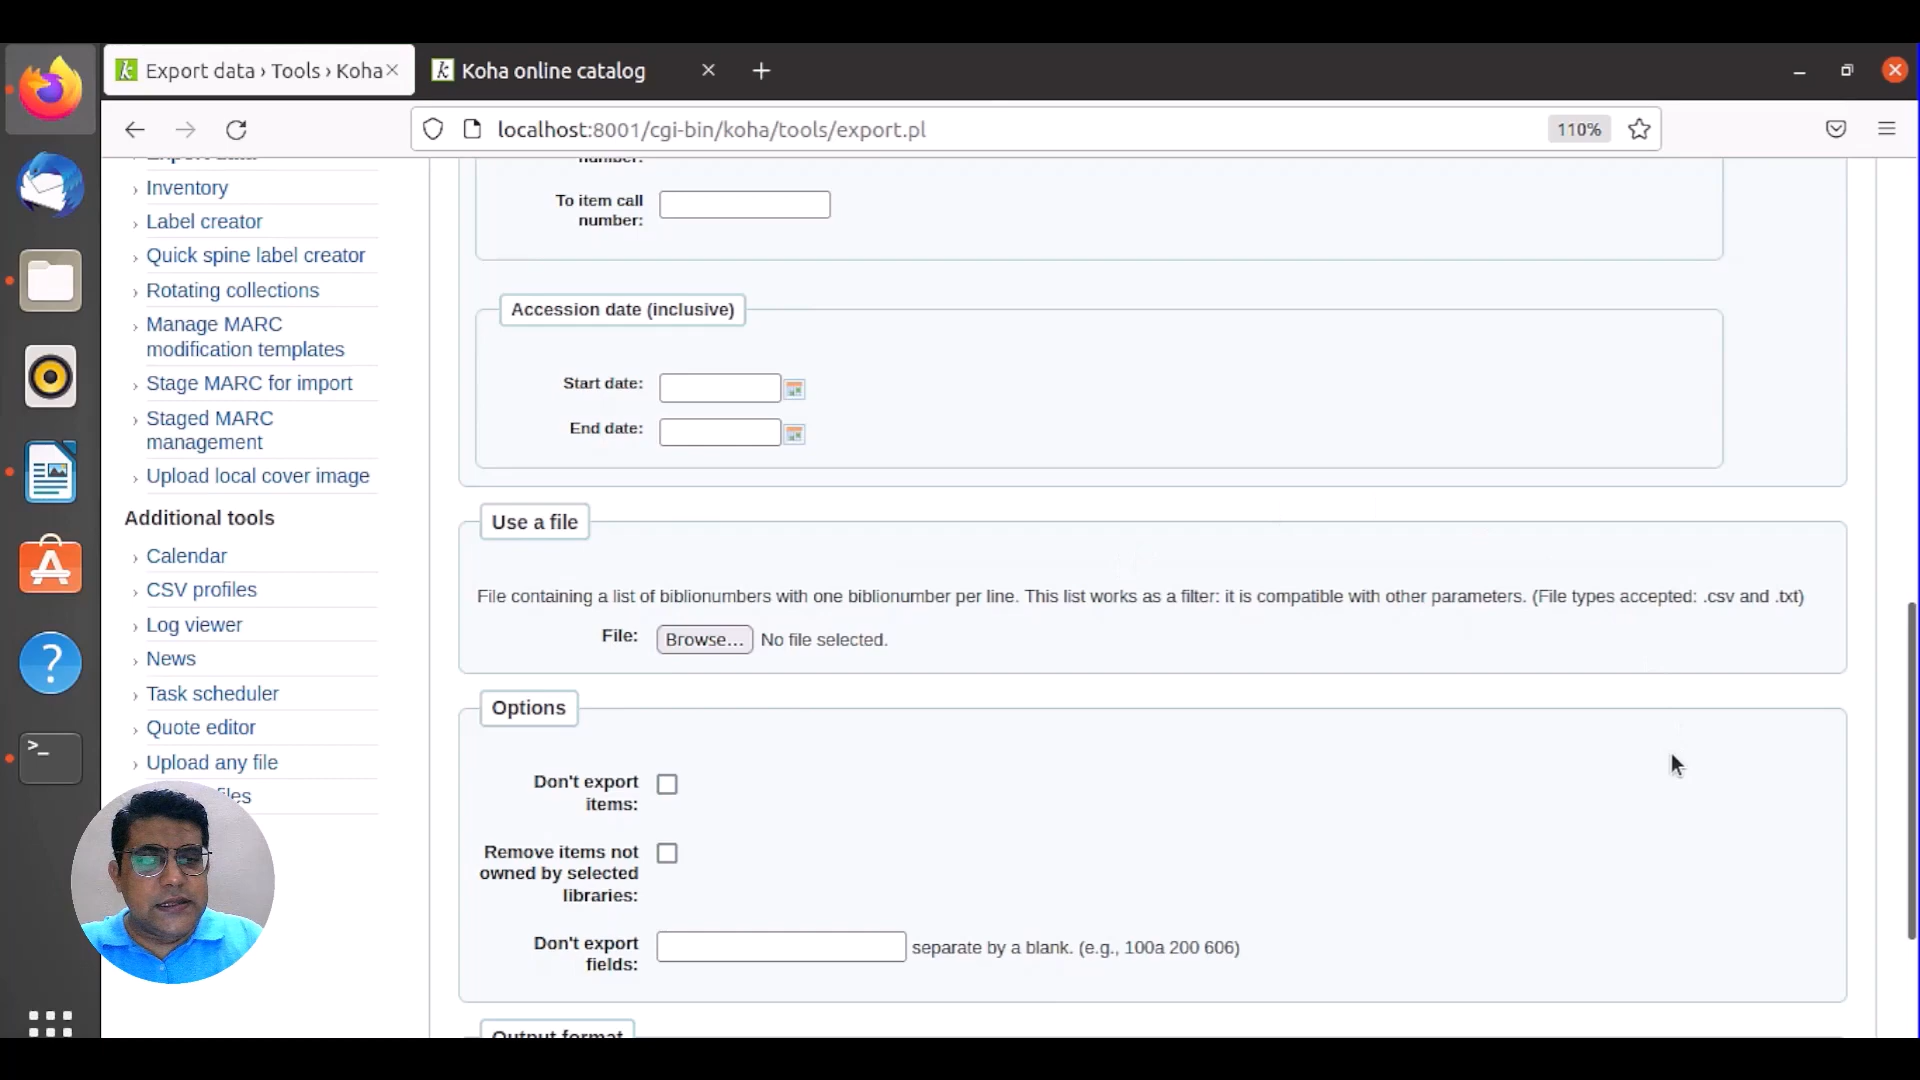 Export data › Tools › Koha
Koha online catalog
localhost:8001/cgi-bin/koha/tools/export.pl
110%
Export data
Inventory
Label creator
Quick spine label creator
Rotating collections
Manage MARC
modification templates
Stage MARC for import
Staged MARC
management
Upload local cover image
Additional tools
Calendar
CSV profiles
Log viewer
News
Task scheduler
Quote editor
Upload any file
number:
To item call
number:
Accession date (inclusive)
Start date:
End date:
Use a file
File containing a list of biblionumbers with one biblionumber per line. This list works as a filter: it is compatible with other parameters. (File types accepted: .csv and .txt)
File: Browse... No file selected.
Options
Don't export
items:
Remove items not
owned by selected
libraries:
Don't export
fields:
separate by a blank. (e.g., 100a 200 606)
Output format